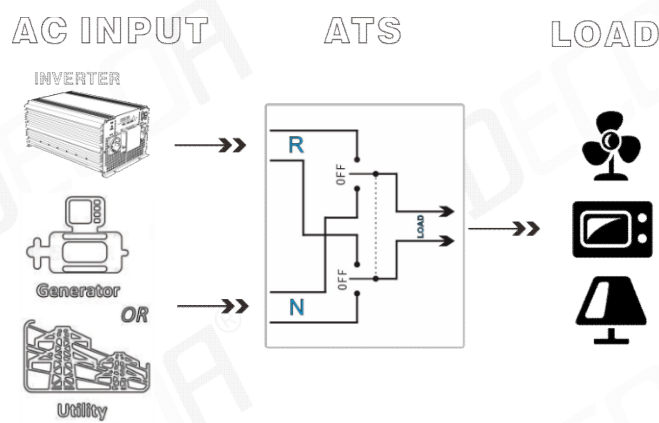 AC INPUT
ATS
LOAD
INVERTER
R
OFF
LOAD
Generator
OFF
N
OR
Utility